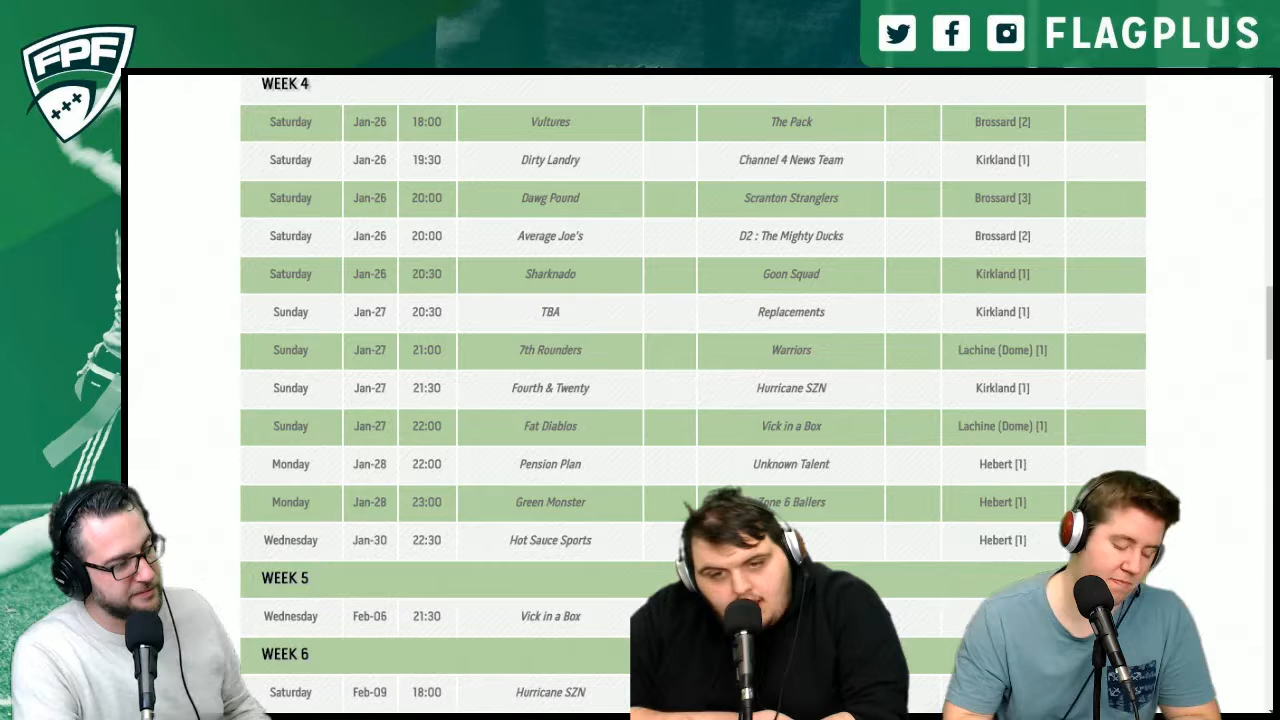 FPF
FLAGPLUS
WEEK 4
Saturday Jan-26 18:00 Vultures The Pack Brossard [2]
Saturday Jan-26 19:30 Dirty Landry Channel 4 News Team Kirkland [1]
Saturday Jan-26 20:00 Dawg Pound Scranton Stranglers Brossard [3]
Saturday Jan-26 20:00 Average Joe's D2 : The Mighty Ducks Brossard [2]
Saturday Jan-26 20:30 Sharknado Goon Squad Kirkland [1]
Sunday Jan-27 20:30 TBA Replacements Kirkland [1]
Sunday Jan-27 21:00 7th Rounders Warriors Lachine (Dome) [1]
Sunday Jan-27 21:30 Fourth & Twenty Hurricane SZN Kirkland [1]
Sunday Jan-27 22:00 Fat Diablos Vick in a Box Lachine (Dome) [1]
Monday Jan-28 22:00 Pension Plan Unknown Talent Hebert [1]
Monday Jan-28 23:00 Green Monster Zone 6 Ballers Hebert [1]
Wednesday Jan-30 22:30 Hot Sauce Sports Hebert [1]
WEEK 5
Wednesday Feb-06 21:30 Vick in a Box
WEEK 6
Saturday Feb-09 18:00 Hurricane SZN